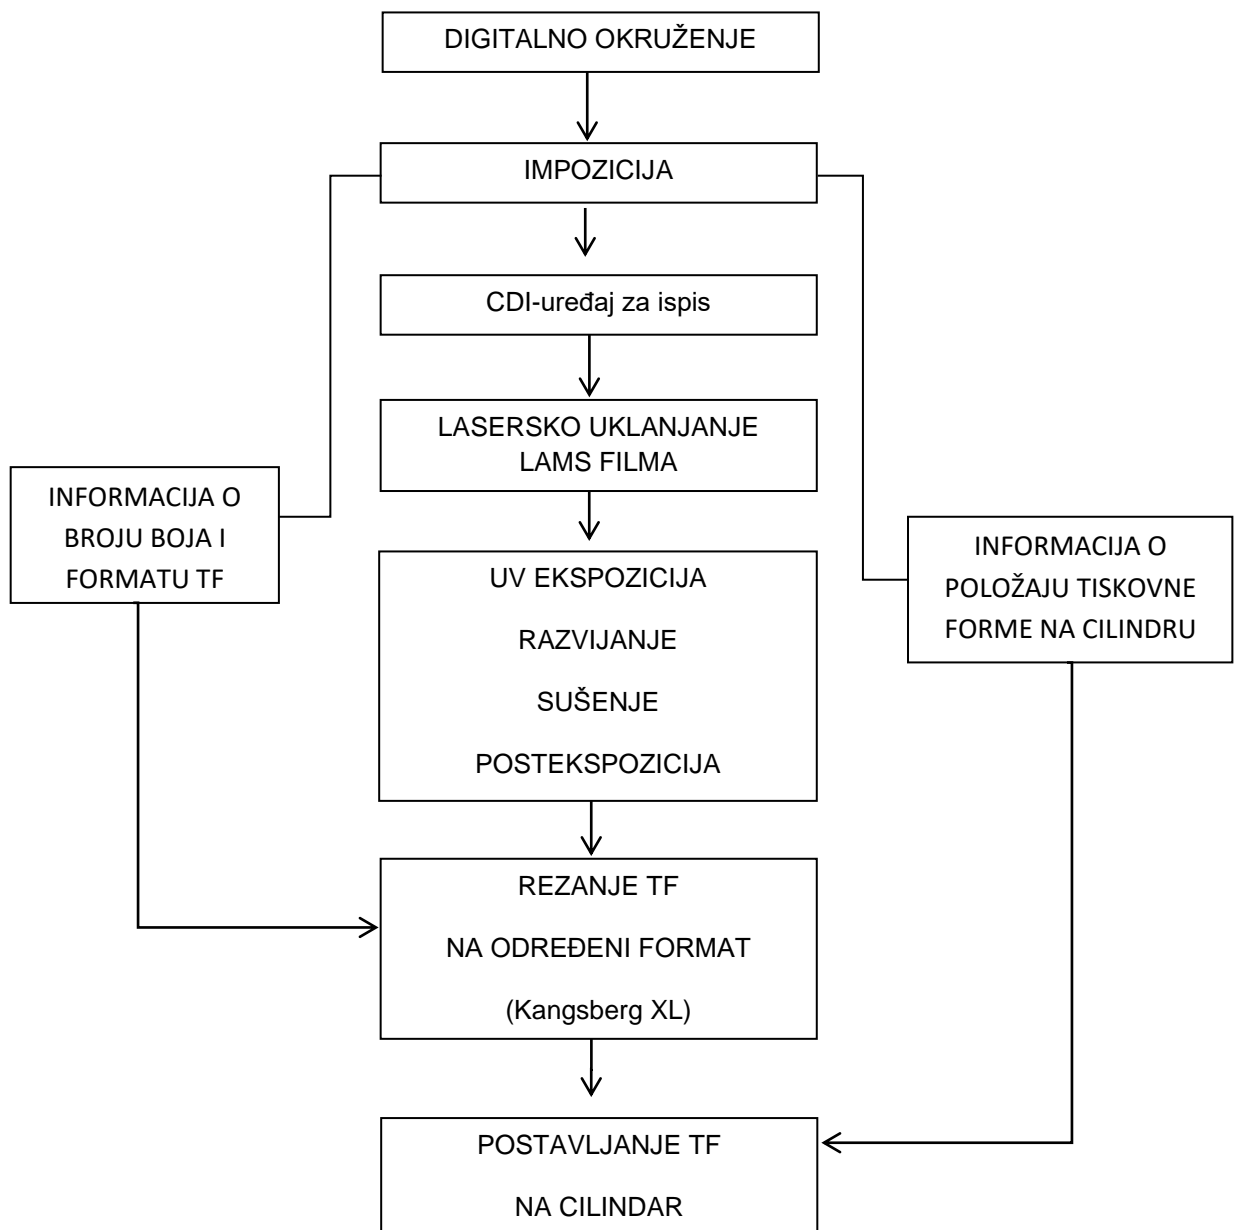 DIGITALNO OKRUŽENJE
IMPOZICIJA
CDI-uređaj za ispis
LASERSKO UKLANJANJE
LAMS FILMA
INFORMACIJA O
BROJU BOJA I
FORMATU TF
UV EKSPOZICIJA
RAZVIJANJE
SUŠENJE
POSTEKSPOZICIJA
INFORMACIJA O
POLOŽAJU TISKOVNE
FORME NA CILINDRU
REZANJE TF
NA ODREĐENI FORMAT
(Kangsberg XL)
POSTAVLJANJE TF
NA CILINDAR